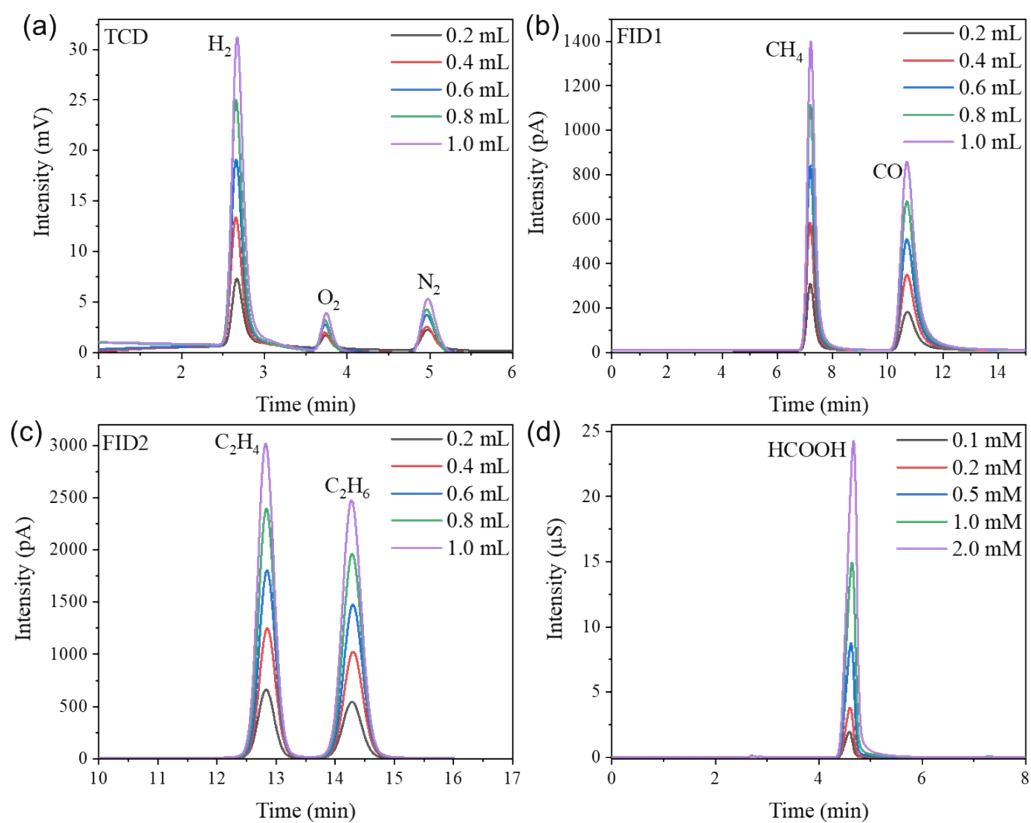 (a)
TCD
H₂
O₂
N₂
0.2 mL
0.4 mL
0.6 mL
0.8 mL
1.0 mL
Intensity (mV)
30
25
20
15
10
5
0
1 2 3 4 5 6
Time (min)
(b)
FID1
CH₄
CO
0.2 mL
0.4 mL
0.6 mL
0.8 mL
1.0 mL
Intensity (pA)
1400
1200
1000
800
600
400
200
0
0 2 4 6 8 10 12 14
Time (min)
(c)
FID2
C₂H₄
C₂H₆
0.2 mL
0.4 mL
0.6 mL
0.8 mL
1.0 mL
Intensity (pA)
3000
2500
2000
1500
1000
500
0
10 11 12 13 14 15 16 17
Time (min)
(d)
HCOOH
0.1 mM
0.2 mM
0.5 mM
1.0 mM
2.0 mM
Intensity (μS)
25
20
15
10
5
0
0 2 4 6 8
Time (min)